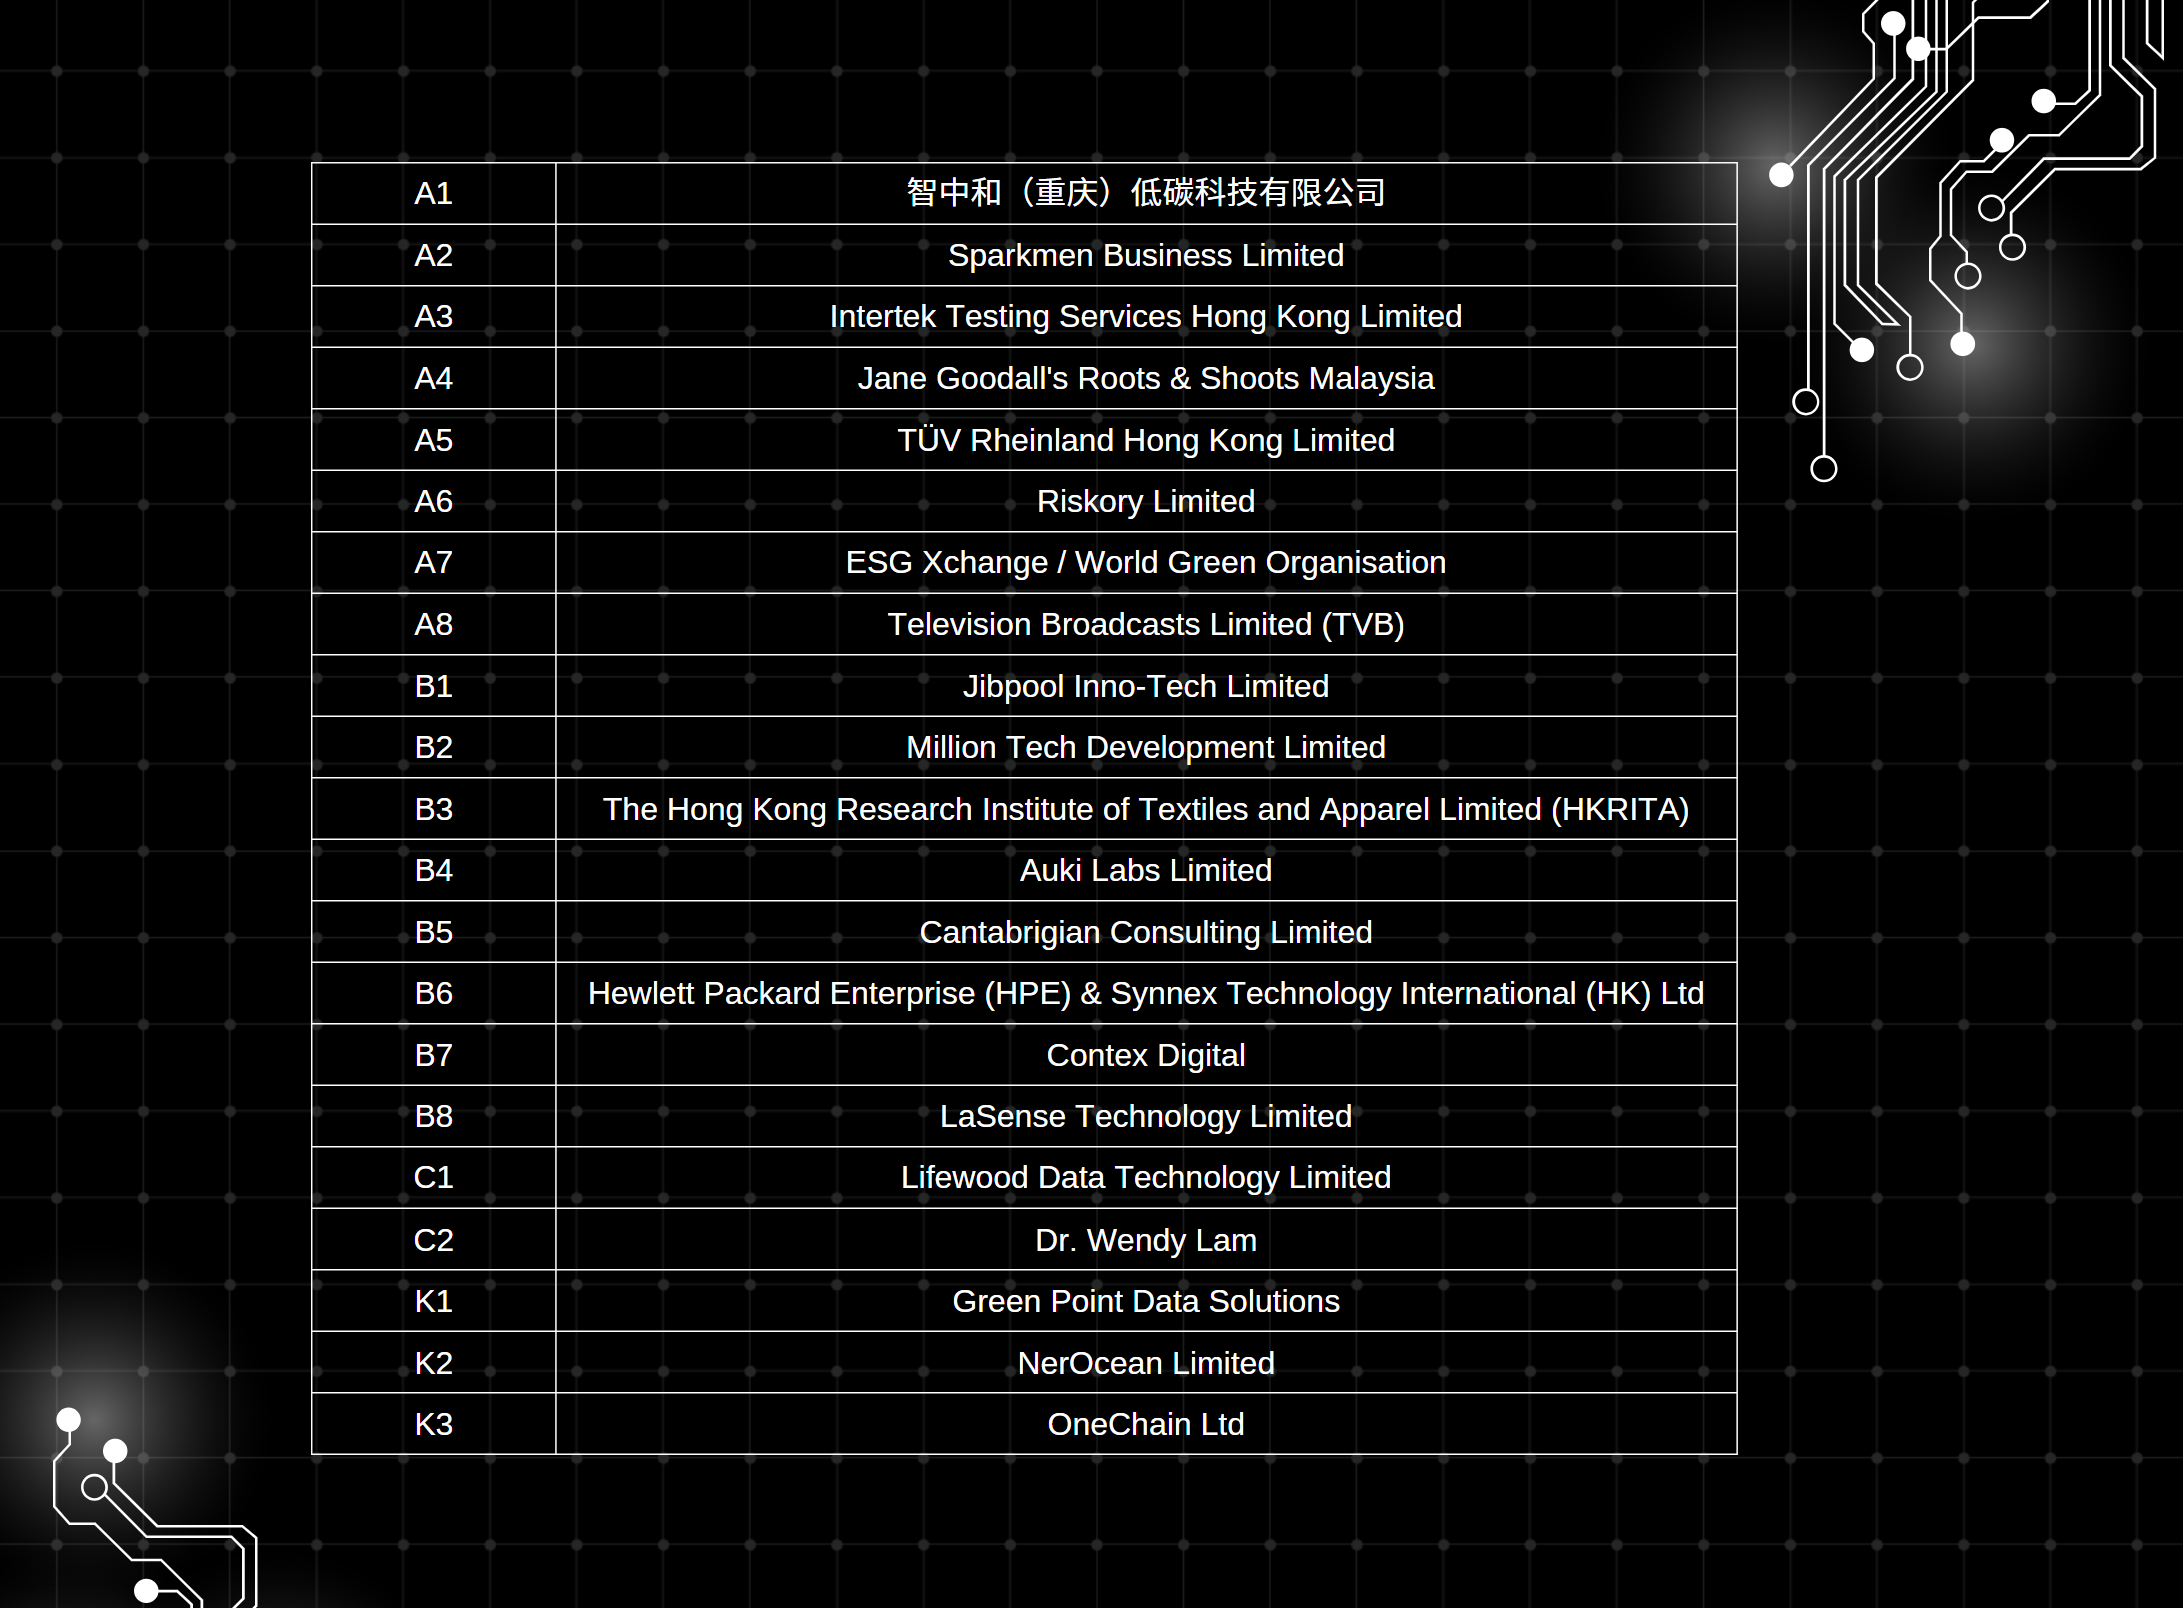 A1 智中和（重庆）低碳科技有限公司
A2 Sparkmen Business Limited
A3 Intertek Testing Services Hong Kong Limited
A4 Jane Goodall's Roots & Shoots Malaysia
A5 TÜV Rheinland Hong Kong Limited
A6 Riskory Limited
A7 ESG Xchange / World Green Organisation
A8 Television Broadcasts Limited (TVB)
B1 Jibpool Inno-Tech Limited
B2 Million Tech Development Limited
B3 The Hong Kong Research Institute of Textiles and Apparel Limited (HKRITA)
B4 Auki Labs Limited
B5 Cantabrigian Consulting Limited
B6 Hewlett Packard Enterprise (HPE) & Synnex Technology International (HK) Ltd
B7 Contex Digital
B8 LaSense Technology Limited
C1 Lifewood Data Technology Limited
C2 Dr. Wendy Lam
K1 Green Point Data Solutions
K2 NerOcean Limited
K3 OneChain Ltd